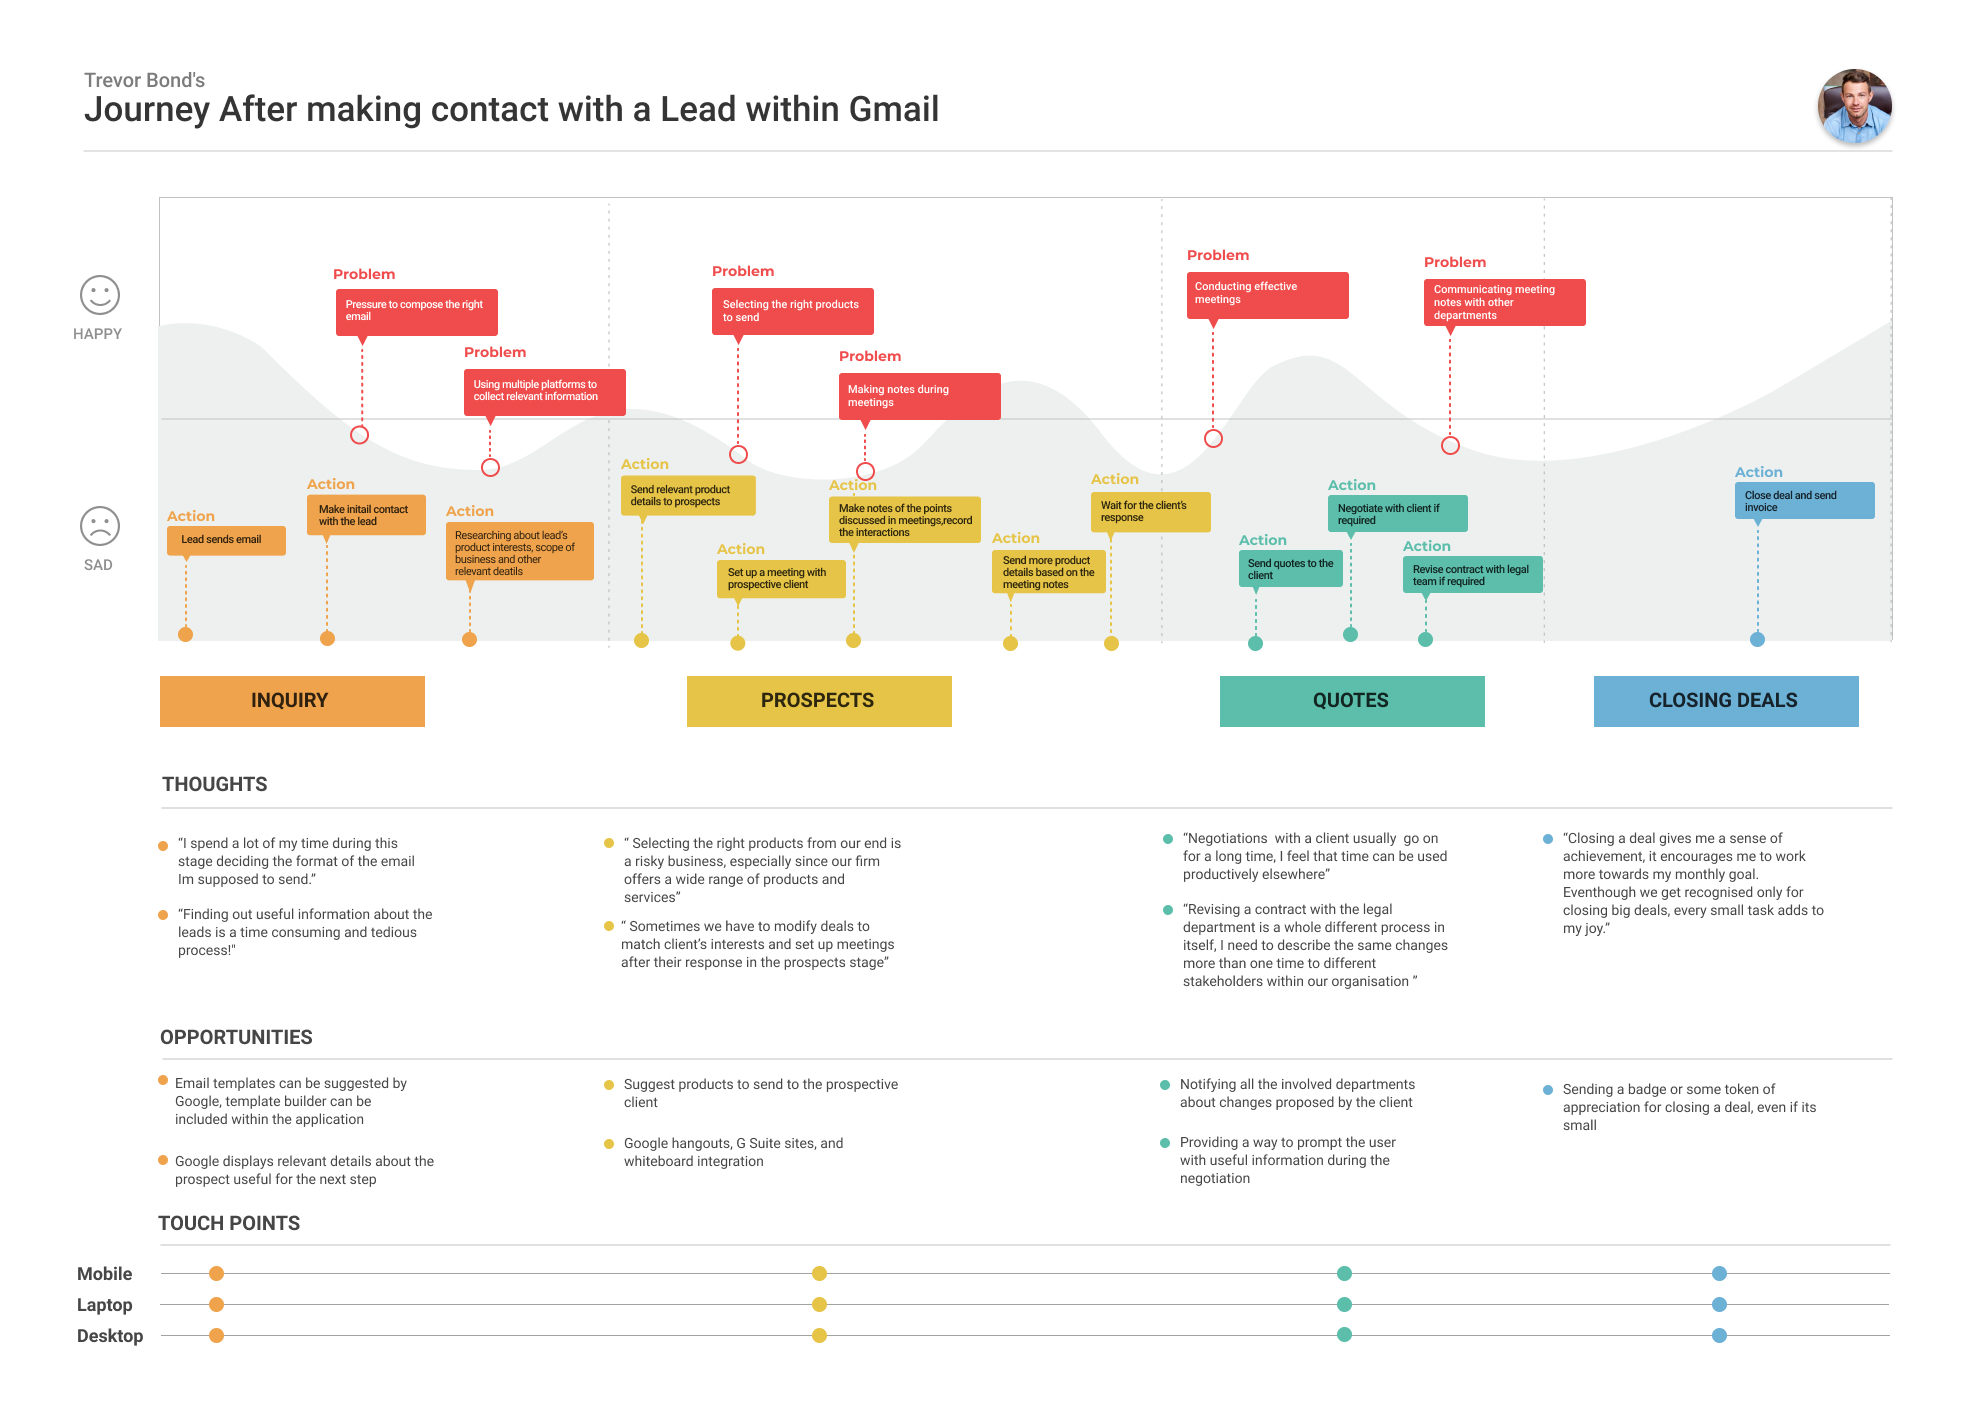 Trevor Bond's
Journey After making contact with a Lead within Gmail
HAPPY
SAD
Problem
Pressure to compose the right
email
Problem
Using multiple platforms to
collect relevant information
Problem
Selecting the right products
to send
Problem
Making notes during
meetings
Problem
Conducting effective
meetings
Problem
Communicating meeting
notes with other
departments
Action
Lead sends email
Action
Make initail contact
with the lead
Action
Researching about lead's
product interests, scope of
business and other
relevant deatils
Action
Send relevant product
details to prospects
Action
Set up a meeting with
prospective client
Action
Make notes of the points
discussed in meetings,record
the interactions
Action
Send more product
details based on the
meeting notes
Action
Wait for the client's
response
Action
Send quotes to the
client
Action
Negotiate with client if
required
Action
Revise contract with legal
team if required
Action
Close deal and send
invoice
INQUIRY
PROSPECTS
QUOTES
CLOSING DEALS
THOUGHTS
“I spend a lot of my time during this
stage deciding the format of the email
Im supposed to send.”
“Finding out useful information about the
leads is a time consuming and tedious
process!"
“ Selecting the right products from our end is
a risky business, especially since our firm
offers a wide range of products and
services”
“ Sometimes we have to modify deals to
match client’s interests and set up meetings
after their response in the prospects stage”
“Negotiations  with a client usually  go on
for a long time, I feel that time can be used
productively elsewhere”
“Revising a contract with the legal
department is a whole different process in
itself, I need to describe the same changes
more than one time to different
stakeholders within our organisation ”
“Closing a deal gives me a sense of
achievement, it encourages me to work
more towards my monthly goal.
Eventhough we get recognised only for
closing big deals, every small task adds to
my joy.”
OPPORTUNITIES
Email templates can be suggested by
Google, template builder can be
included within the application
Google displays relevant details about the
prospect useful for the next step
Suggest products to send to the prospective
client
Google hangouts, G Suite sites, and
whiteboard integration
Notifying all the involved departments
about changes proposed by the client
Providing a way to prompt the user
with useful information during the
negotiation
Sending a badge or some token of
appreciation for closing a deal, even if its
small
TOUCH POINTS
Mobile
Laptop
Desktop